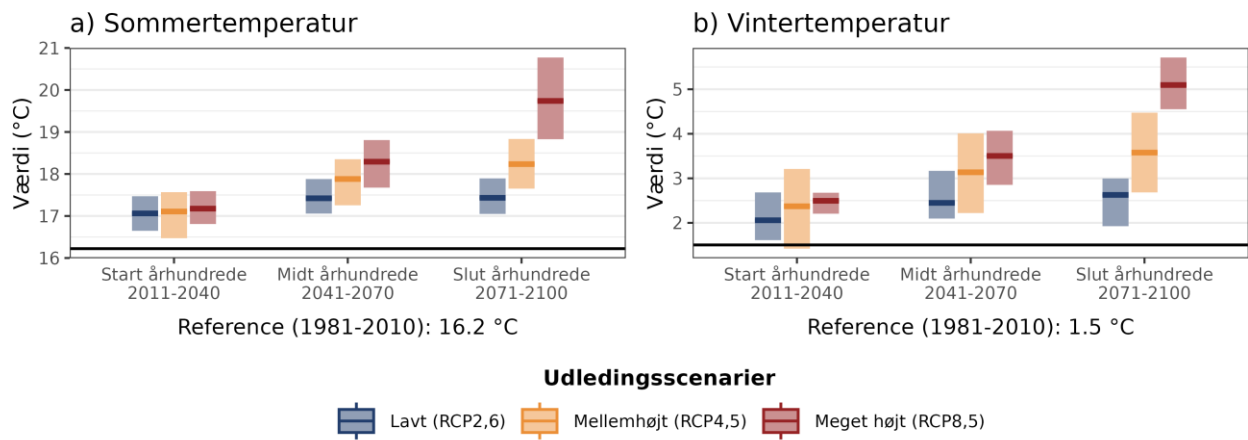 a) Sommertemperatur
Værdi (°C)
21
20
19
18
17
16
Start århundrede
2011-2040
Midt århundrede
2041-2070
Slut århundrede
2071-2100
Reference (1981-2010): 16.2 °C
b) Vintertemperatur
Værdi (°C)
5
4
3
2
Start århundrede
2011-2040
Midt århundrede
2041-2070
Slut århundrede
2071-2100
Reference (1981-2010): 1.5 °C
Udledingsscenarier
Lavt (RCP2,6)
Mellemhøjt (RCP4,5)
Meget højt (RCP8,5)